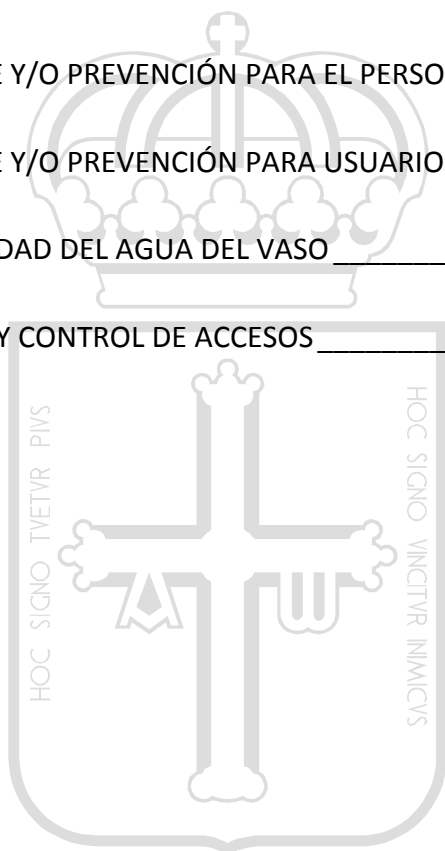 E Y/O PREVENCIÓN PARA EL PERSO
E Y/O PREVENCIÓN PARA USUARIO
DAD DEL AGUA DEL VASO ________
Y CONTROL DE ACCESOS ________
HOC SIGNO TVETVR PIVS
HOC SIGNO VINCITVR INIMICVS